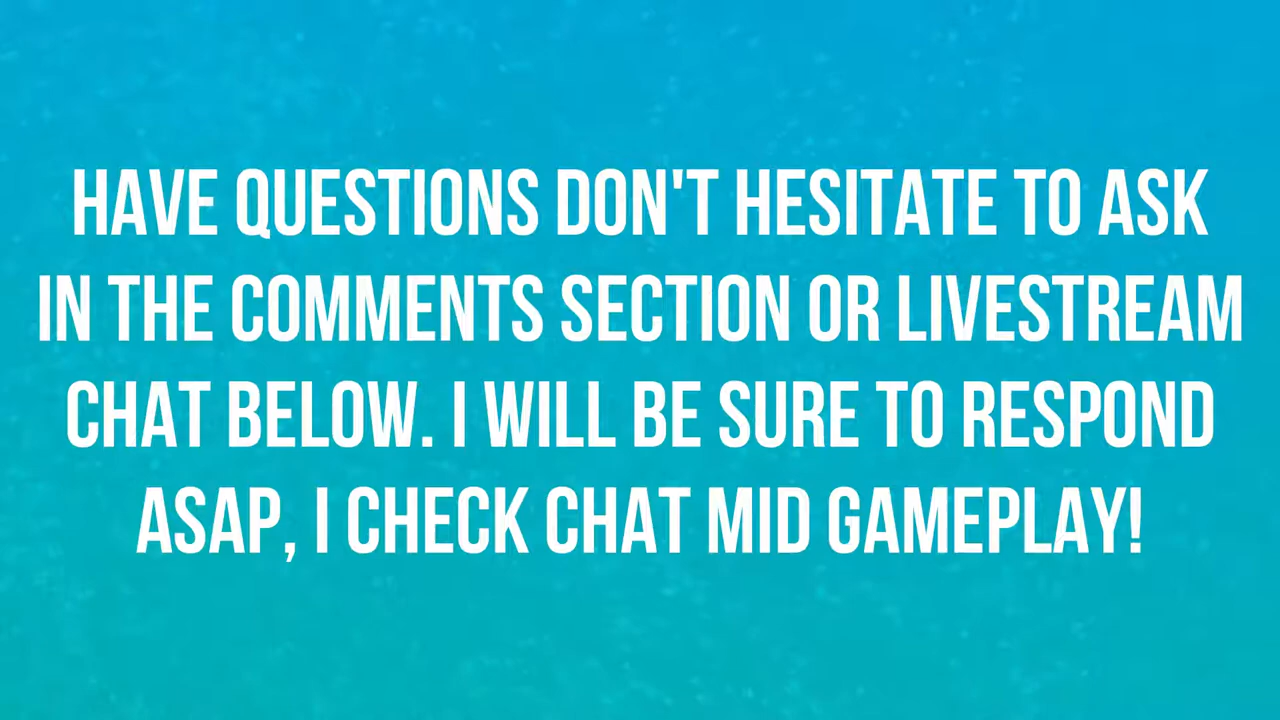 HAVE QUESTIONS DON'T HESITATE TO ASK
IN THE COMMENTS SECTION OR LIVESTREAM
CHAT BELOW. I WILL BE SURE TO RESPOND
ASAP, I CHECK CHAT MID GAMEPLAY!